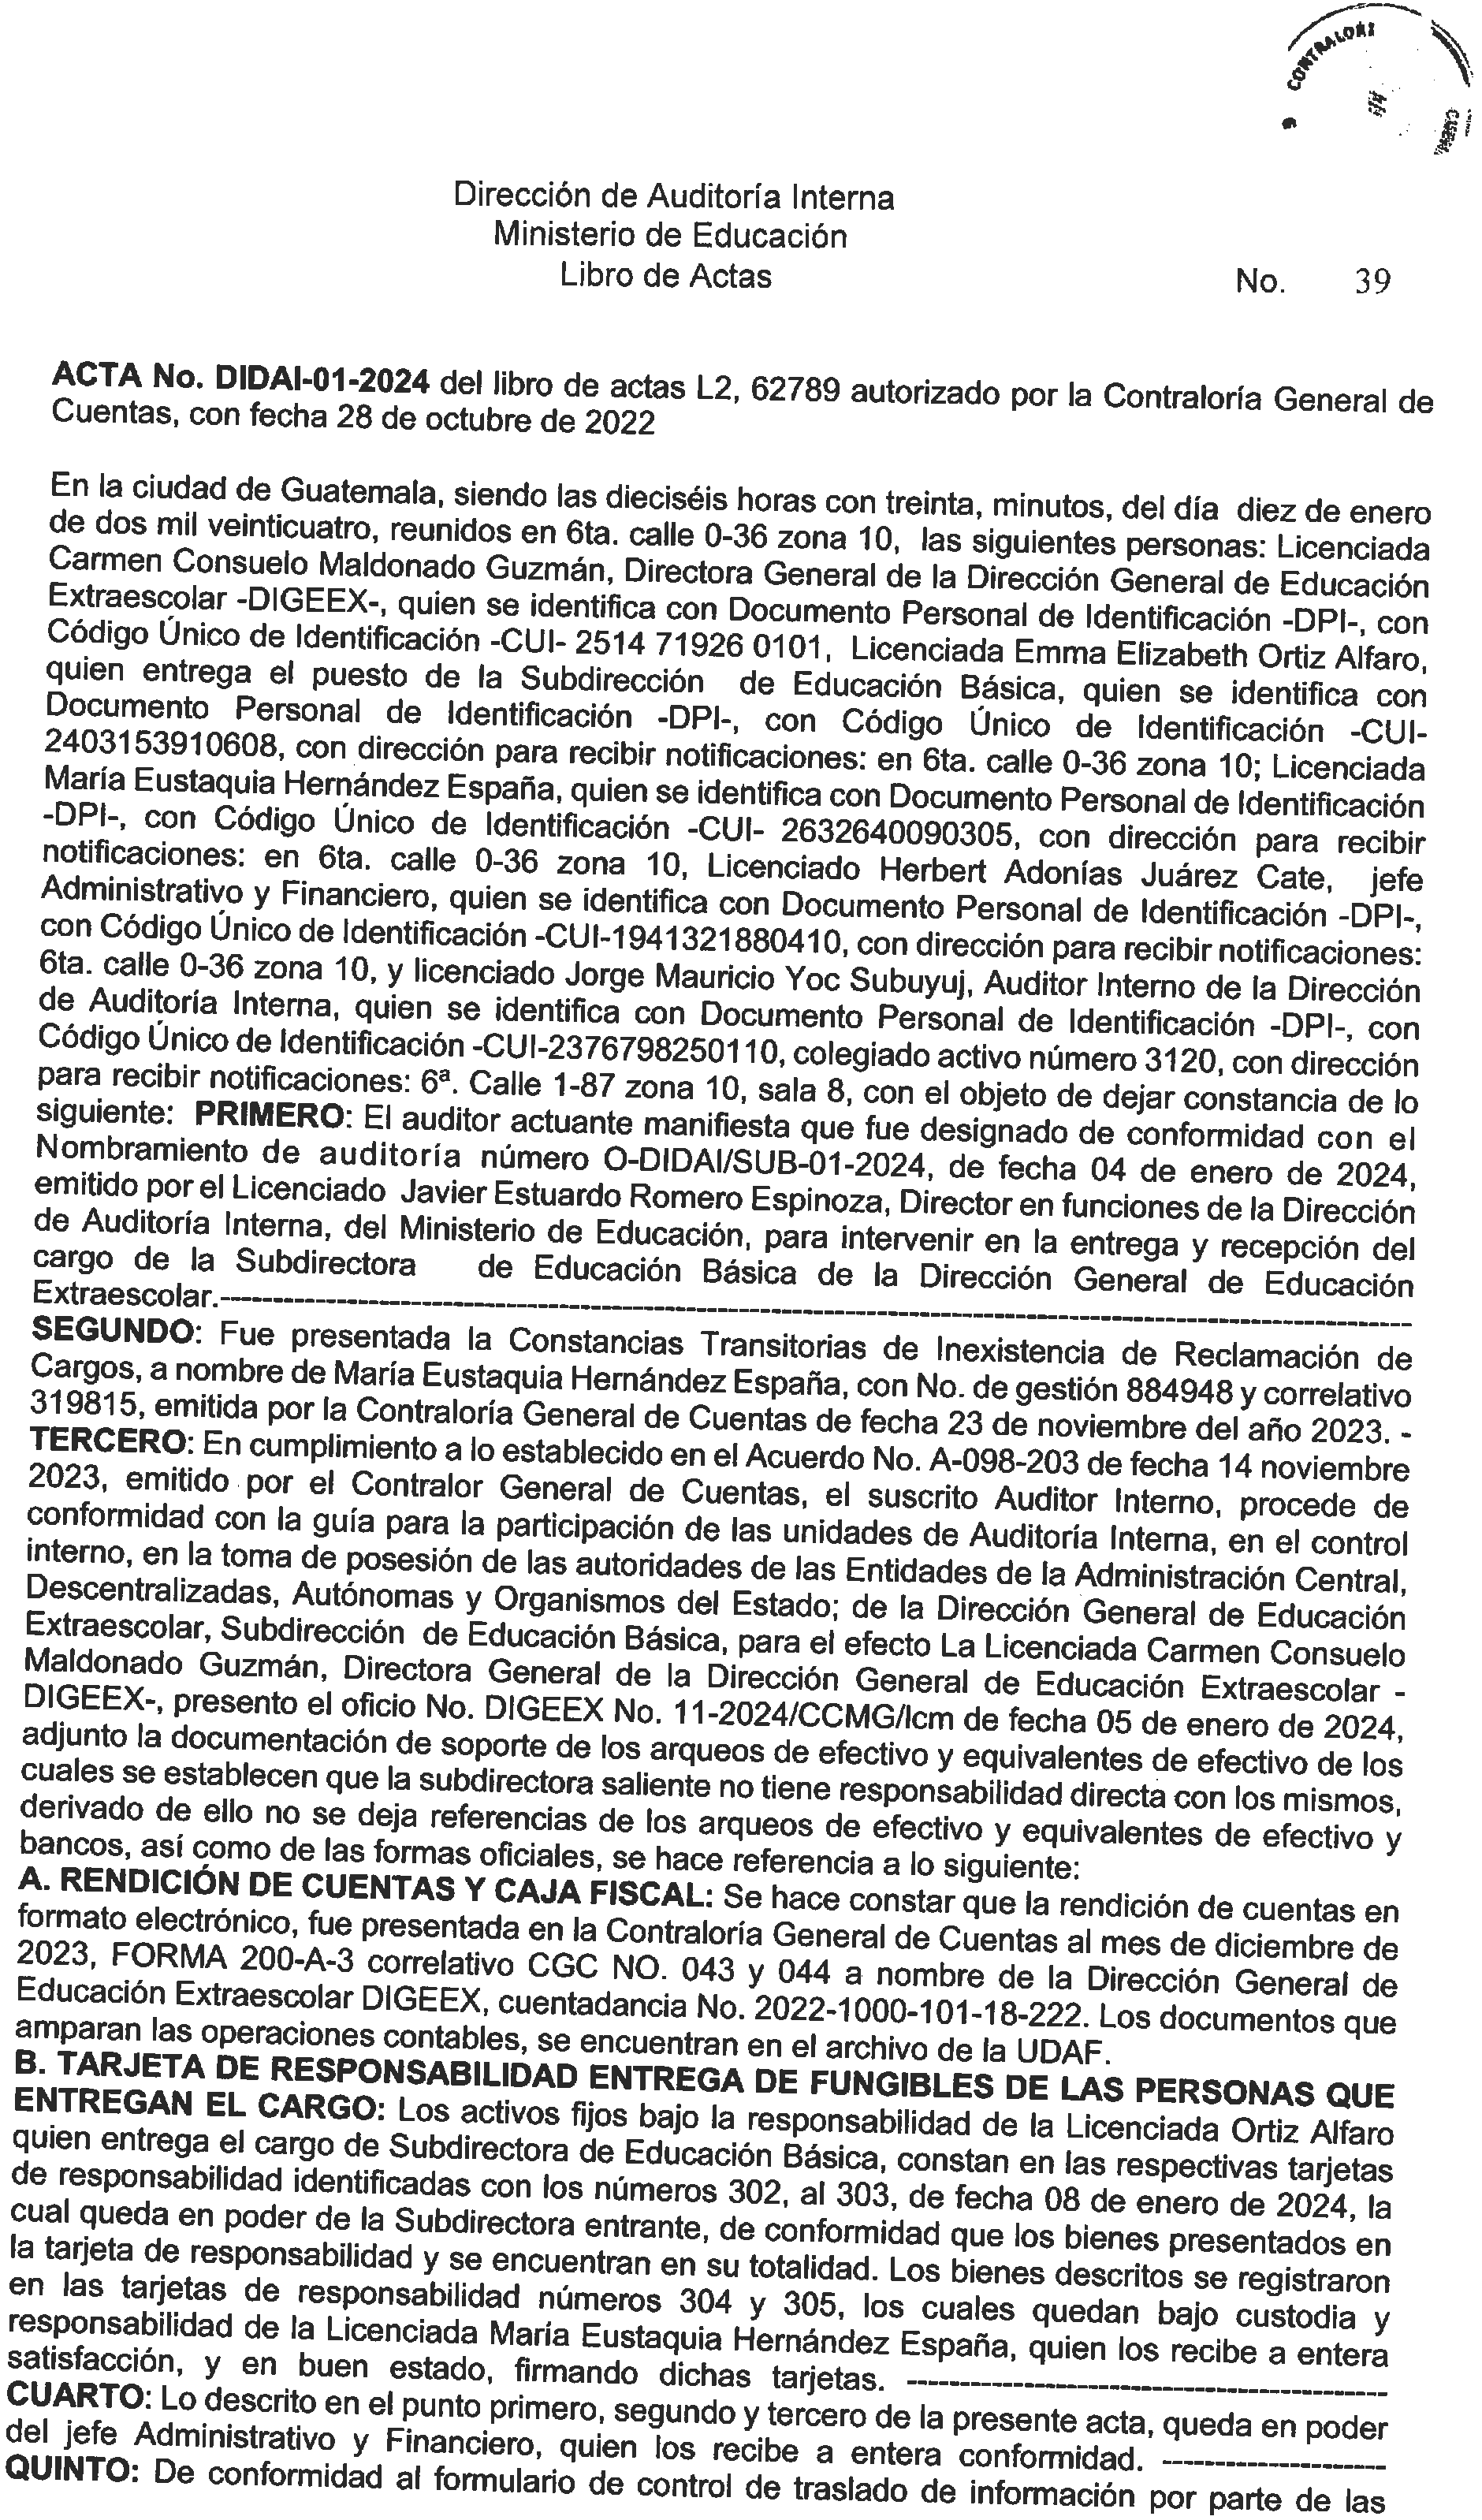 CONTRALORÍ
Dirección de Auditoría Interna
Ministerio de Educación
Libro de Actas
No. 39
ACTA No. DIDAI-01-2024 del libro de actas L2, 62789 autorizado por la Contraloría General de
Cuentas, con fecha 28 de octubre de 2022
En la ciudad de Guatemala, siendo las dieciséis horas con treinta, minutos, del día diez de enero
de dos mil veinticuatro, reunidos en 6ta. calle 0-36 zona 10, las siguientes personas: Licenciada
Carmen Consuelo Maldonado Guzmán, Directora General de la Dirección General de Educación
Extraescolar -DIGEEX-, quien se identifica con Documento Personal de Identificación -DPI-, con
Código Único de Identificación -CUI- 2514 71926 0101, Licenciada Emma Elizabeth Ortiz Alfaro,
quien entrega el puesto de la Subdirección de Educación Básica, quien se identifica con
Documento Personal de Identificación -DPI-, con Código Único de Identificación -CUI-
2403153910608, con dirección para recibir notificaciones: en 6ta. calle 0-36 zona 10; Licenciada
María Eustaquia Hernández España, quien se identifica con Documento Personal de Identificación
-DPI-, con Código Único de Identificación -CUI- 2632640090305, con dirección para recibir
notificaciones: en 6ta. calle 0-36 zona 10, Licenciado Herbert Adonías Juárez Cate, jefe
Administrativo y Financiero, quien se identifica con Documento Personal de Identificación -DPI-,
con Código Único de Identificación -CUI-1941321880410, con dirección para recibir notificaciones:
6ta. calle 0-36 zona 10, y licenciado Jorge Mauricio Yoc Subuyuj, Auditor Interno de la Dirección
de Auditoría Interna, quien se identifica con Documento Personal de Identificación -DPI-, con
Código Único de Identificación -CUI-2376798250110, colegiado activo número 3120, con dirección
para recibir notificaciones: 6ª. Calle 1-87 zona 10, sala 8, con el objeto de dejar constancia de lo
siguiente: PRIMERO: El auditor actuante manifiesta que fue designado de conformidad con el
Nombramiento de auditoría número O-DIDAI/SUB-01-2024, de fecha 04 de enero de 2024,
emitido por el Licenciado Javier Estuardo Romero Espinoza, Director en funciones de la Dirección
de Auditoría Interna, del Ministerio de Educación, para intervenir en la entrega y recepción del
cargo de la Subdirectora de Educación Básica de la Dirección General de Educación
Extraescolar.-----------------------------------------------------------------------------------------------
SEGUNDO: Fue presentada la Constancias Transitorias de Inexistencia de Reclamación de
Cargos, a nombre de María Eustaquia Hernández España, con No. de gestión 884948 y correlativo
319815, emitida por la Contraloría General de Cuentas de fecha 23 de noviembre del año 2023. -
TERCERO: En cumplimiento a lo establecido en el Acuerdo No. A-098-203 de fecha 14 noviembre
2023, emitido por el Contralor General de Cuentas, el suscrito Auditor Interno, procede de
conformidad con la guía para la participación de las unidades de Auditoría Interna, en el control
interno, en la toma de posesión de las autoridades de las Entidades de la Administración Central,
Descentralizadas, Autónomas y Organismos del Estado; de la Dirección General de Educación
Extraescolar, Subdirección de Educación Básica, para el efecto La Licenciada Carmen Consuelo
Maldonado Guzmán, Directora General de la Dirección General de Educación Extraescolar -
DIGEEX-, presento el oficio No. DIGEEX No. 11-2024/CCMG/lcm de fecha 05 de enero de 2024,
adjunto la documentación de soporte de los arqueos de efectivo y equivalentes de efectivo de los
cuales se establecen que la subdirectora saliente no tiene responsabilidad directa con los mismos,
derivado de ello no se deja referencias de los arqueos de efectivo y equivalentes de efectivo y
bancos, así como de las formas oficiales, se hace referencia a lo siguiente:
A. RENDICIÓN DE CUENTAS Y CAJA FISCAL: Se hace constar que la rendición de cuentas en
formato electrónico, fue presentada en la Contraloría General de Cuentas al mes de diciembre de
2023, FORMA 200-A-3 correlativo CGC NO. 043 y 044 a nombre de la Dirección General de
Educación Extraescolar DIGEEX, cuentadancia No. 2022-1000-101-18-222. Los documentos que
amparan las operaciones contables, se encuentran en el archivo de la UDAF.
B. TARJETA DE RESPONSABILIDAD ENTREGA DE FUNGIBLES DE LAS PERSONAS QUE
ENTREGAN EL CARGO: Los activos fijos bajo la responsabilidad de la Licenciada Ortiz Alfaro
quien entrega el cargo de Subdirectora de Educación Básica, constan en las respectivas tarjetas
de responsabilidad identificadas con los números 302, al 303, de fecha 08 de enero de 2024, la
cual queda en poder de la Subdirectora entrante, de conformidad que los bienes presentados en
la tarjeta de responsabilidad y se encuentran en su totalidad. Los bienes descritos se registraron
en las tarjetas de responsabilidad números 304 y 305, los cuales quedan bajo custodia y
responsabilidad de la Licenciada María Eustaquia Hernández España, quien los recibe a entera
satisfacción, y en buen estado, firmando dichas tarjetas. --------------------------------------
CUARTO: Lo descrito en el punto primero, segundo y tercero de la presente acta, queda en poder
del jefe Administrativo y Financiero, quien los recibe a entera conformidad. ------------------
QUINTO: De conformidad al formulario de control de traslado de información por parte de las